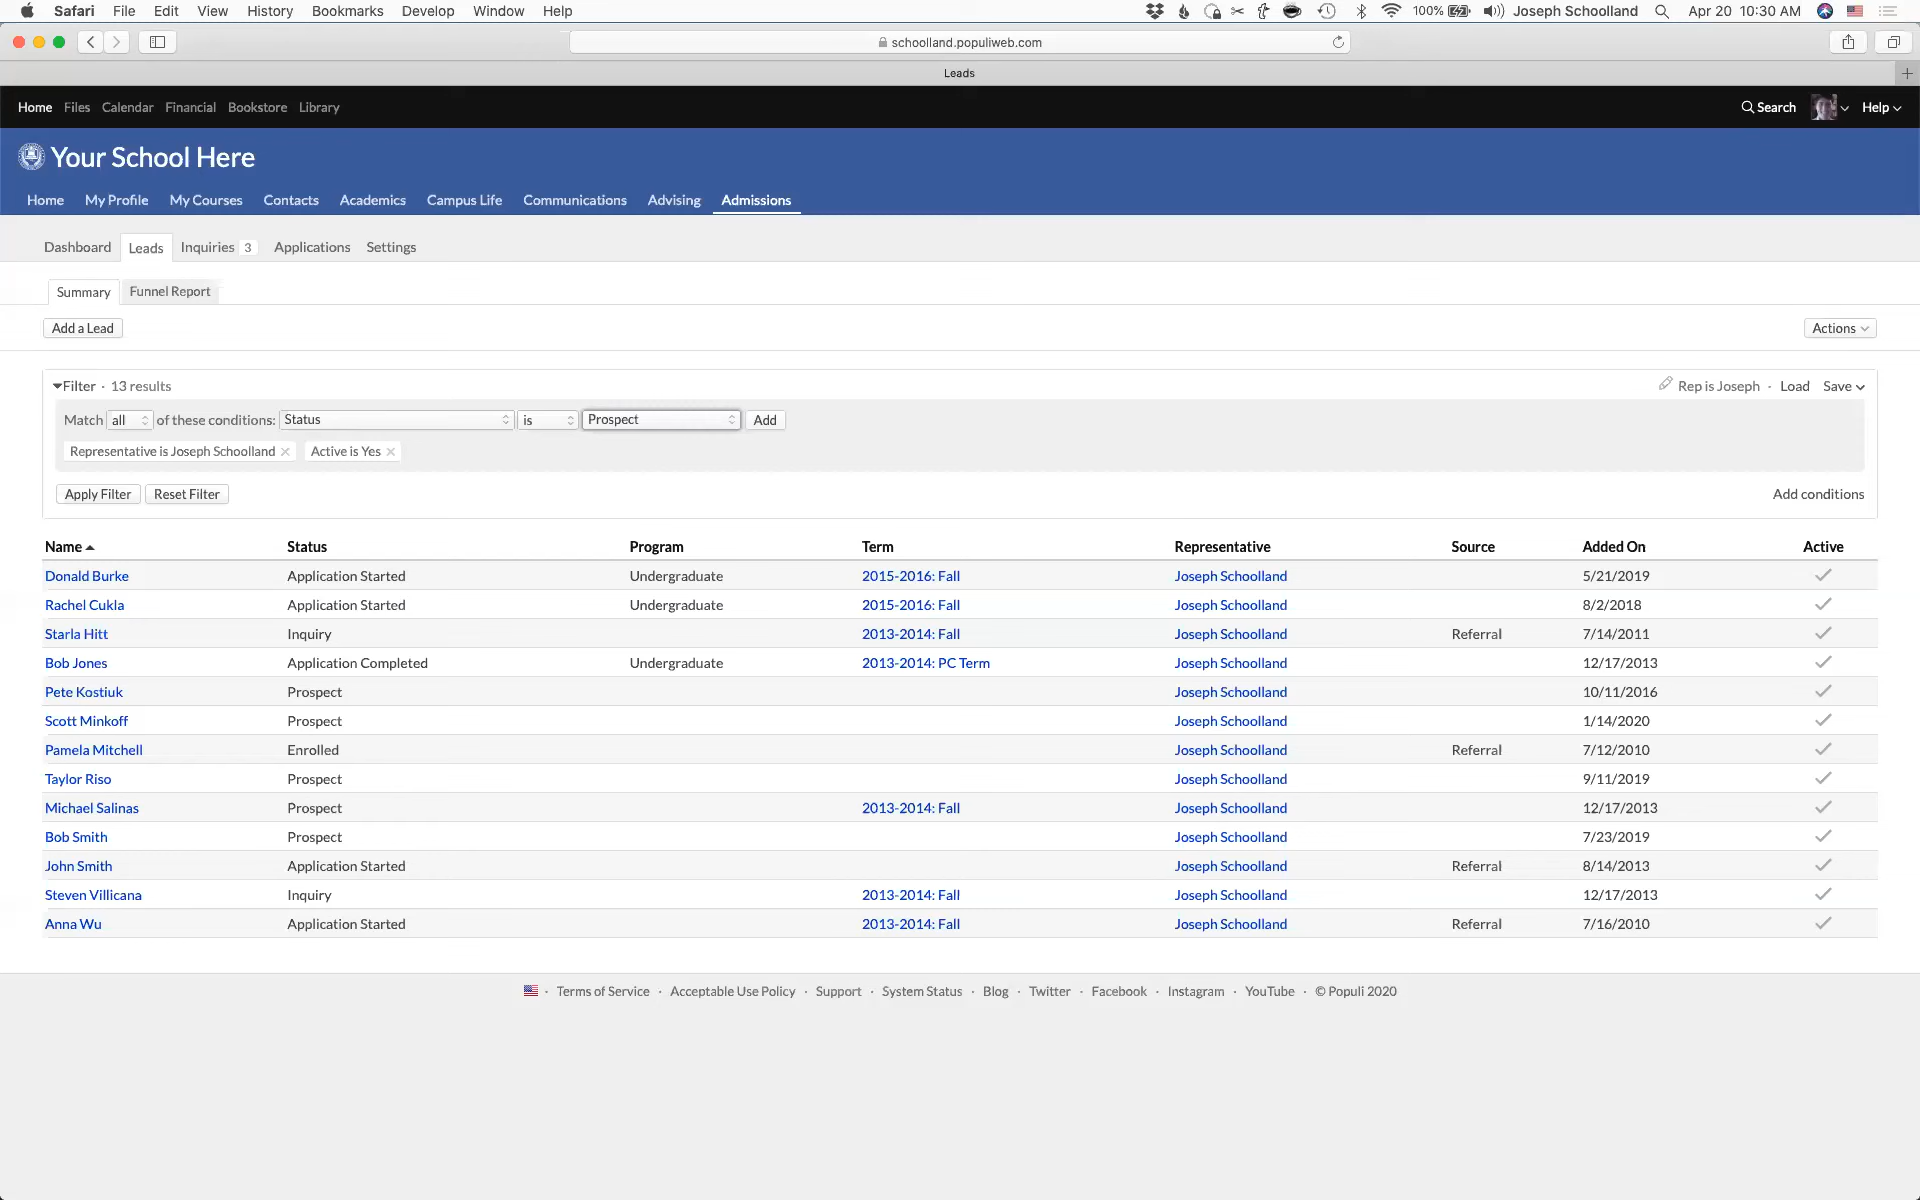 Safari File Edit View History Bookmarks Develop Window Help 100% Joseph Schoolland Apr 20 10:30 AM
schoolland.populiweb.com
Leads
Home Files Calendar Financial Bookstore Library Search Help
Your School Here
Home My Profile My Courses Contacts Academics Campus Life Communications Advising Admissions
Dashboard Leads Inquiries 3 Applications Settings
Summary Funnel Report
Add a Lead Actions
Filter · 13 results Rep is Joseph · Load Save
Match all of these conditions: Status is Prospect Add
Representative is Joseph Schoolland Active is Yes
Apply Filter Reset Filter Add conditions
Name Status Program Term Representative Source Added On Active
Donald Burke Application Started Undergraduate 2015-2016: Fall Joseph Schoolland 5/21/2019
Rachel Cukla Application Started Undergraduate 2015-2016: Fall Joseph Schoolland 8/2/2018
Starla Hitt Inquiry 2013-2014: Fall Joseph Schoolland Referral 7/14/2011
Bob Jones Application Completed Undergraduate 2013-2014: PC Term Joseph Schoolland 12/17/2013
Pete Kostiuk Prospect Joseph Schoolland 10/11/2016
Scott Minkoff Prospect Joseph Schoolland 1/14/2020
Pamela Mitchell Enrolled Joseph Schoolland Referral 7/12/2010
Taylor Riso Prospect Joseph Schoolland 9/11/2019
Michael Salinas Prospect 2013-2014: Fall Joseph Schoolland 12/17/2013
Bob Smith Prospect Joseph Schoolland 7/23/2019
John Smith Application Started Joseph Schoolland Referral 8/14/2013
Steven Villicana Inquiry 2013-2014: Fall Joseph Schoolland 12/17/2013
Anna Wu Application Started 2013-2014: Fall Joseph Schoolland Referral 7/16/2010
· Terms of Service · Acceptable Use Policy · Support · System Status · Blog · Twitter · Facebook · Instagram · YouTube · © Populi 2020